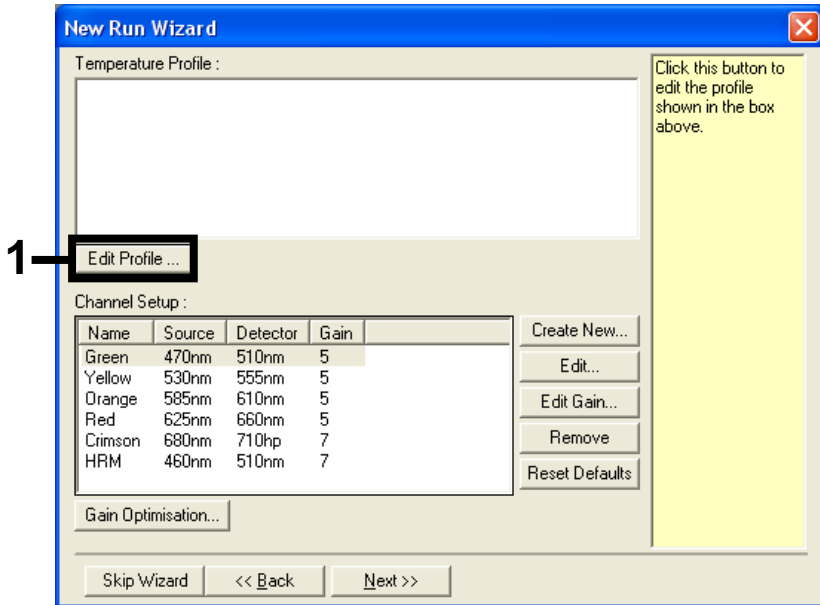 New Run Wizard
Temperature Profile :
Click this button to
edit the profile
shown in the box
above.
1
Edit Profile ...
Channel Setup :
Name Source Detector Gain
Green 470nm 510nm 5
Yellow 530nm 555nm 5
Orange 585nm 610nm 5
Red 625nm 660nm 5
Crimson 680nm 710hp 7
HRM 460nm 510nm 7
Create New...
Edit...
Edit Gain...
Remove
Reset Defaults
Gain Optimisation...
Skip Wizard << Back Next >>